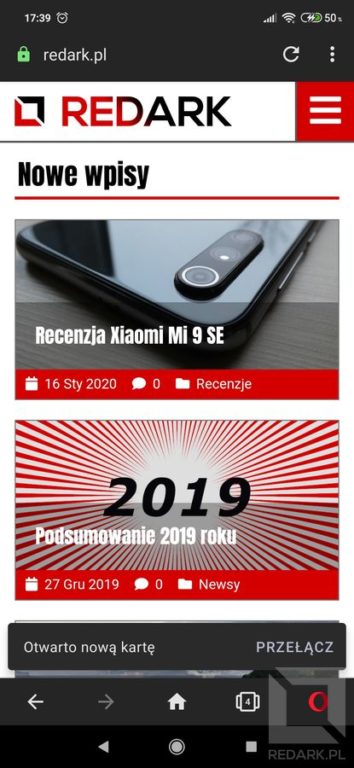 17:39
50%
redark.pl
REDARK
Nowe wpisy
Recenzja Xiaomi Mi 9 SE
16 Sty 2020 0 Recenzje
2019
Podsumowanie 2019 roku
27 Gru 2019 0 Newsy
Otwarto nową kartę PRZEŁĄCZ
4
REDARK.PL